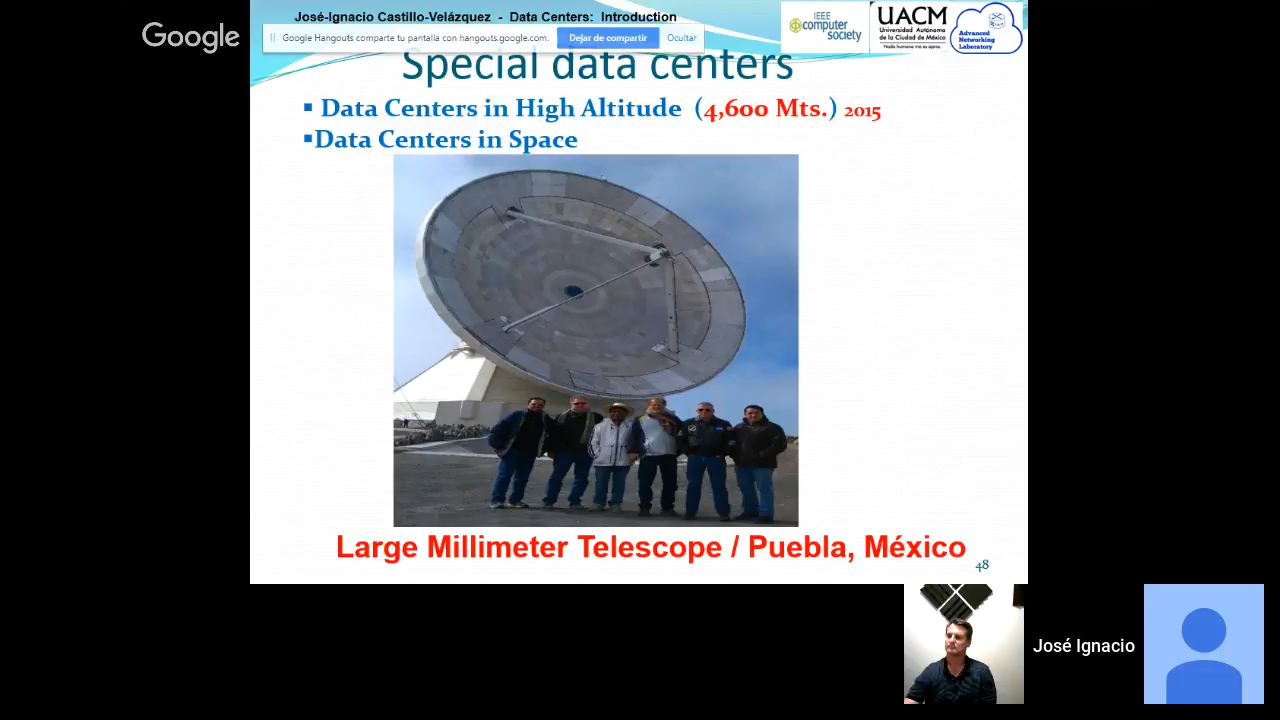 Google
José-Ignacio Castillo-Velázquez - Data Centers: Introduction
Google Hangouts comparte tu pantalla con hangouts.google.com.
Dejar de compartir
Ocultar
IEEE
computer
society
UACM
Universidad Autónoma
de la Ciudad de México
Nada humano me es ajeno
Advanced
Networking
Laboratory
Special data centers
▪ Data Centers in High Altitude (4,600 Mts.) 2015
▪Data Centers in Space
Large Millimeter Telescope / Puebla, México
48
José Ignacio